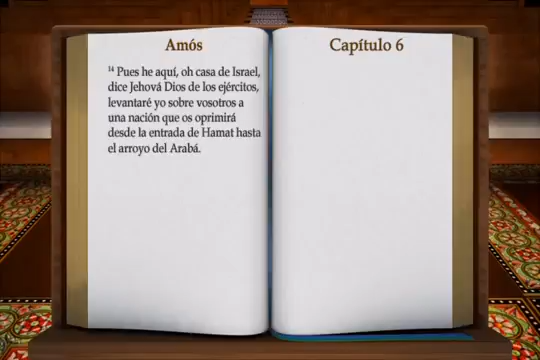 Amós
Capítulo 6
14 Pues he aquí, oh casa de Israel,
dice Jehová Dios de los ejércitos,
levantaré yo sobre vosotros a
una nación que os oprimirá
desde la entrada de Hamat hasta
el arroyo del Arabá.